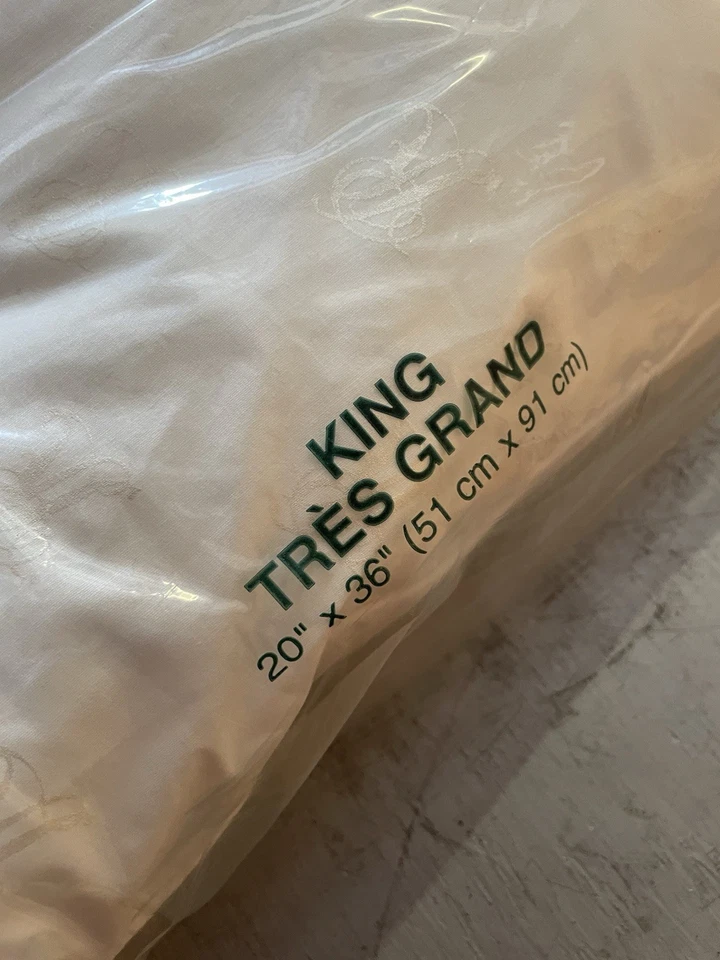 KING
TRÈS GRAND
20" x 36" (51 cm x 91 cm)